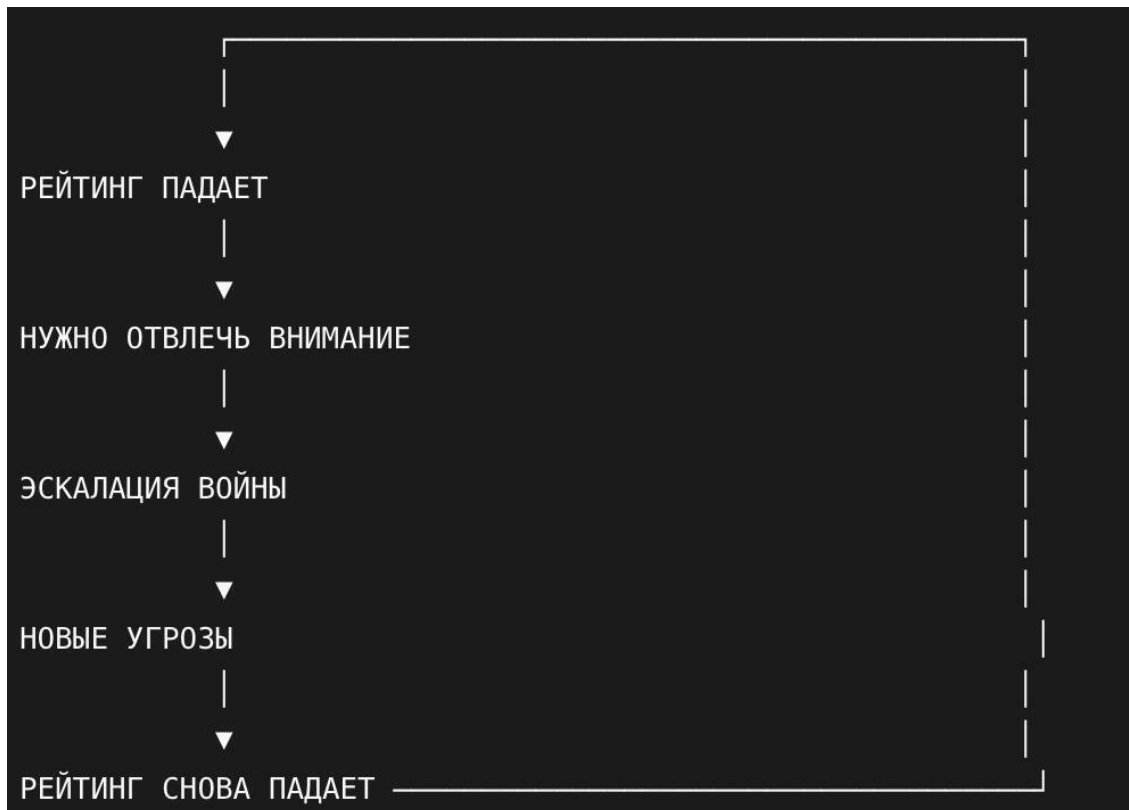 РЕЙТИНГ ПАДАЕТ
НУЖНО ОТВЛЕЧЬ ВНИМАНИЕ
ЭСКАЛАЦИЯ ВОЙНЫ
НОВЫЕ УГРОЗЫ
РЕЙТИНГ СНОВА ПАДАЕТ